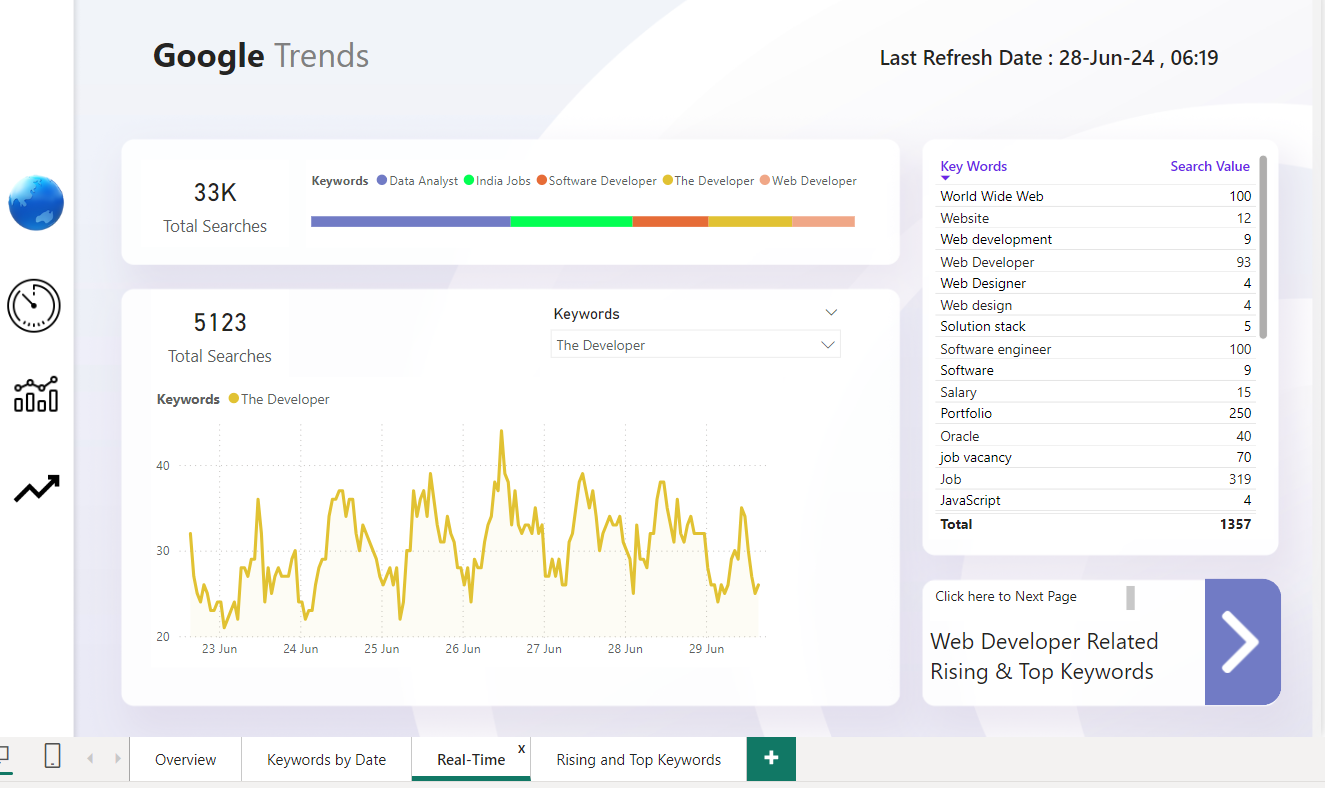 Google Trends
Last Refresh Date : 28-Jun-24 , 06:19
33K
Total Searches
Keywords Data Analyst India Jobs Software Developer The Developer Web Developer
5123
Total Searches
Keywords
The Developer
Keywords The Developer
40
30
20
23 Jun 24 Jun 25 Jun 26 Jun 27 Jun 28 Jun 29 Jun
Key Words Search Value
World Wide Web 100
Website 12
Web development 9
Web Developer 93
Web Designer 4
Web design 4
Solution stack 5
Software engineer 100
Software 9
Salary 15
Portfolio 250
Oracle 40
job vacancy 70
Job 319
JavaScript 4
Total 1357
Click here to Next Page
Web Developer Related
Rising & Top Keywords
Overview Keywords by Date Real-Time x Rising and Top Keywords +